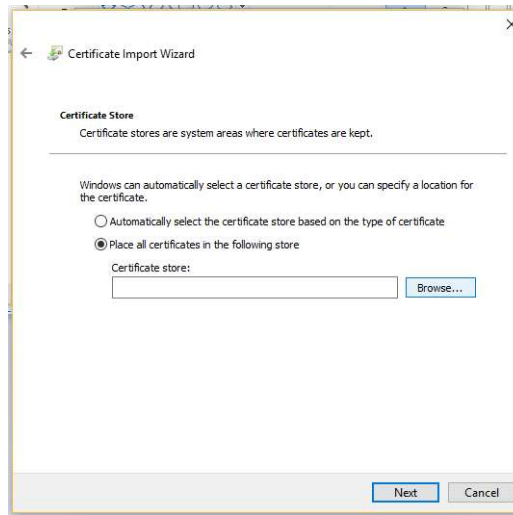 Certificate Import Wizard
Certificate Store
Certificate stores are system areas where certificates are kept.
Windows can automatically select a certificate store, or you can specify a location for
the certificate.
Automatically select the certificate store based on the type of certificate
Place all certificates in the following store
Certificate store:
Browse...
Next
Cancel